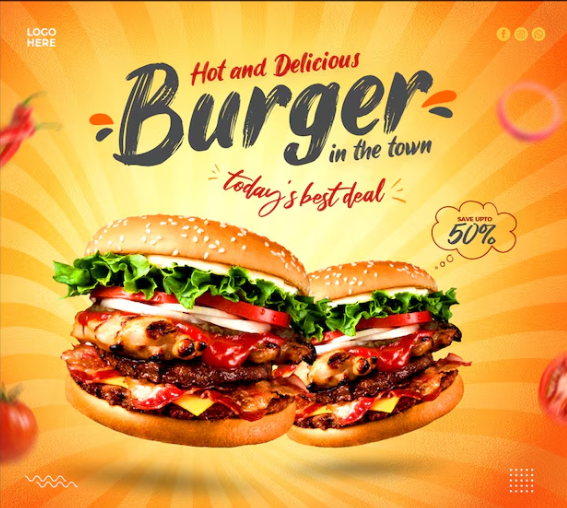 LOGO
HERE
Hot and Delicious
Burger
in the town
today's best deal
SAVE UPTO
50%